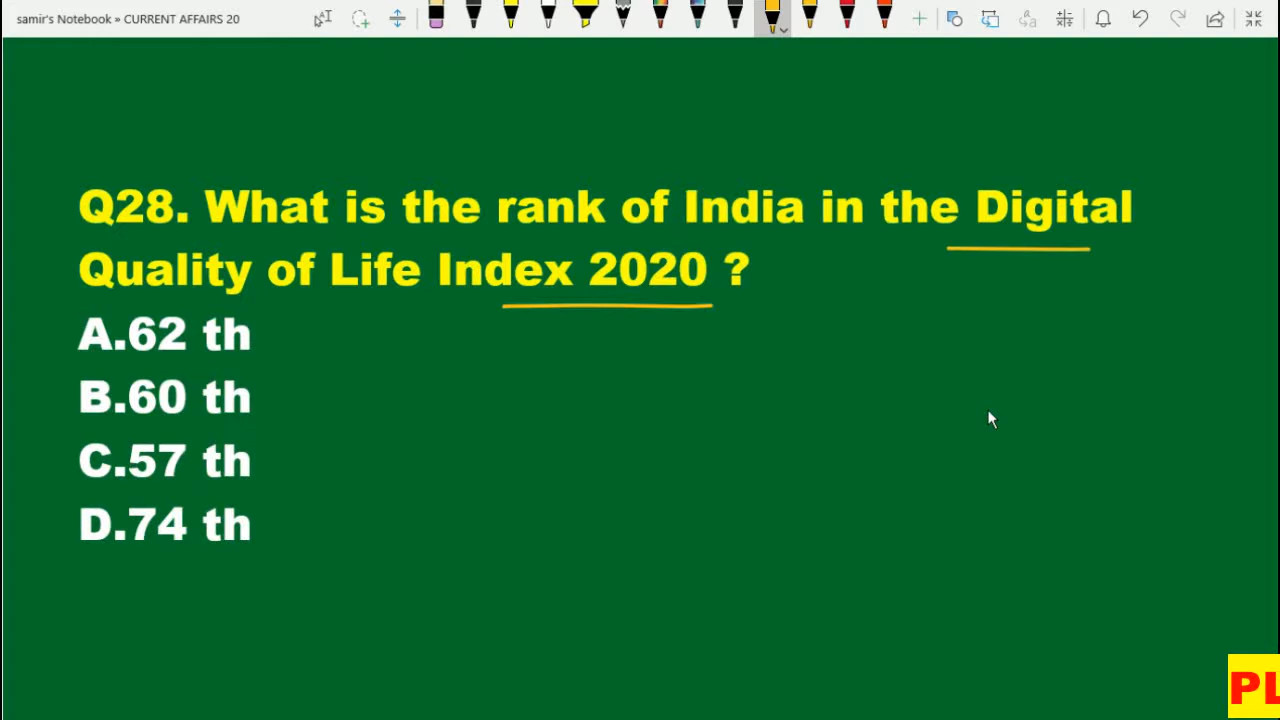 samir's Notebook » CURRENT AFFAIRS 20
Q28. What is the rank of India in the Digital
Quality of Life Index 2020 ?
A.62 th
B.60 th
C.57 th
D.74 th
PL